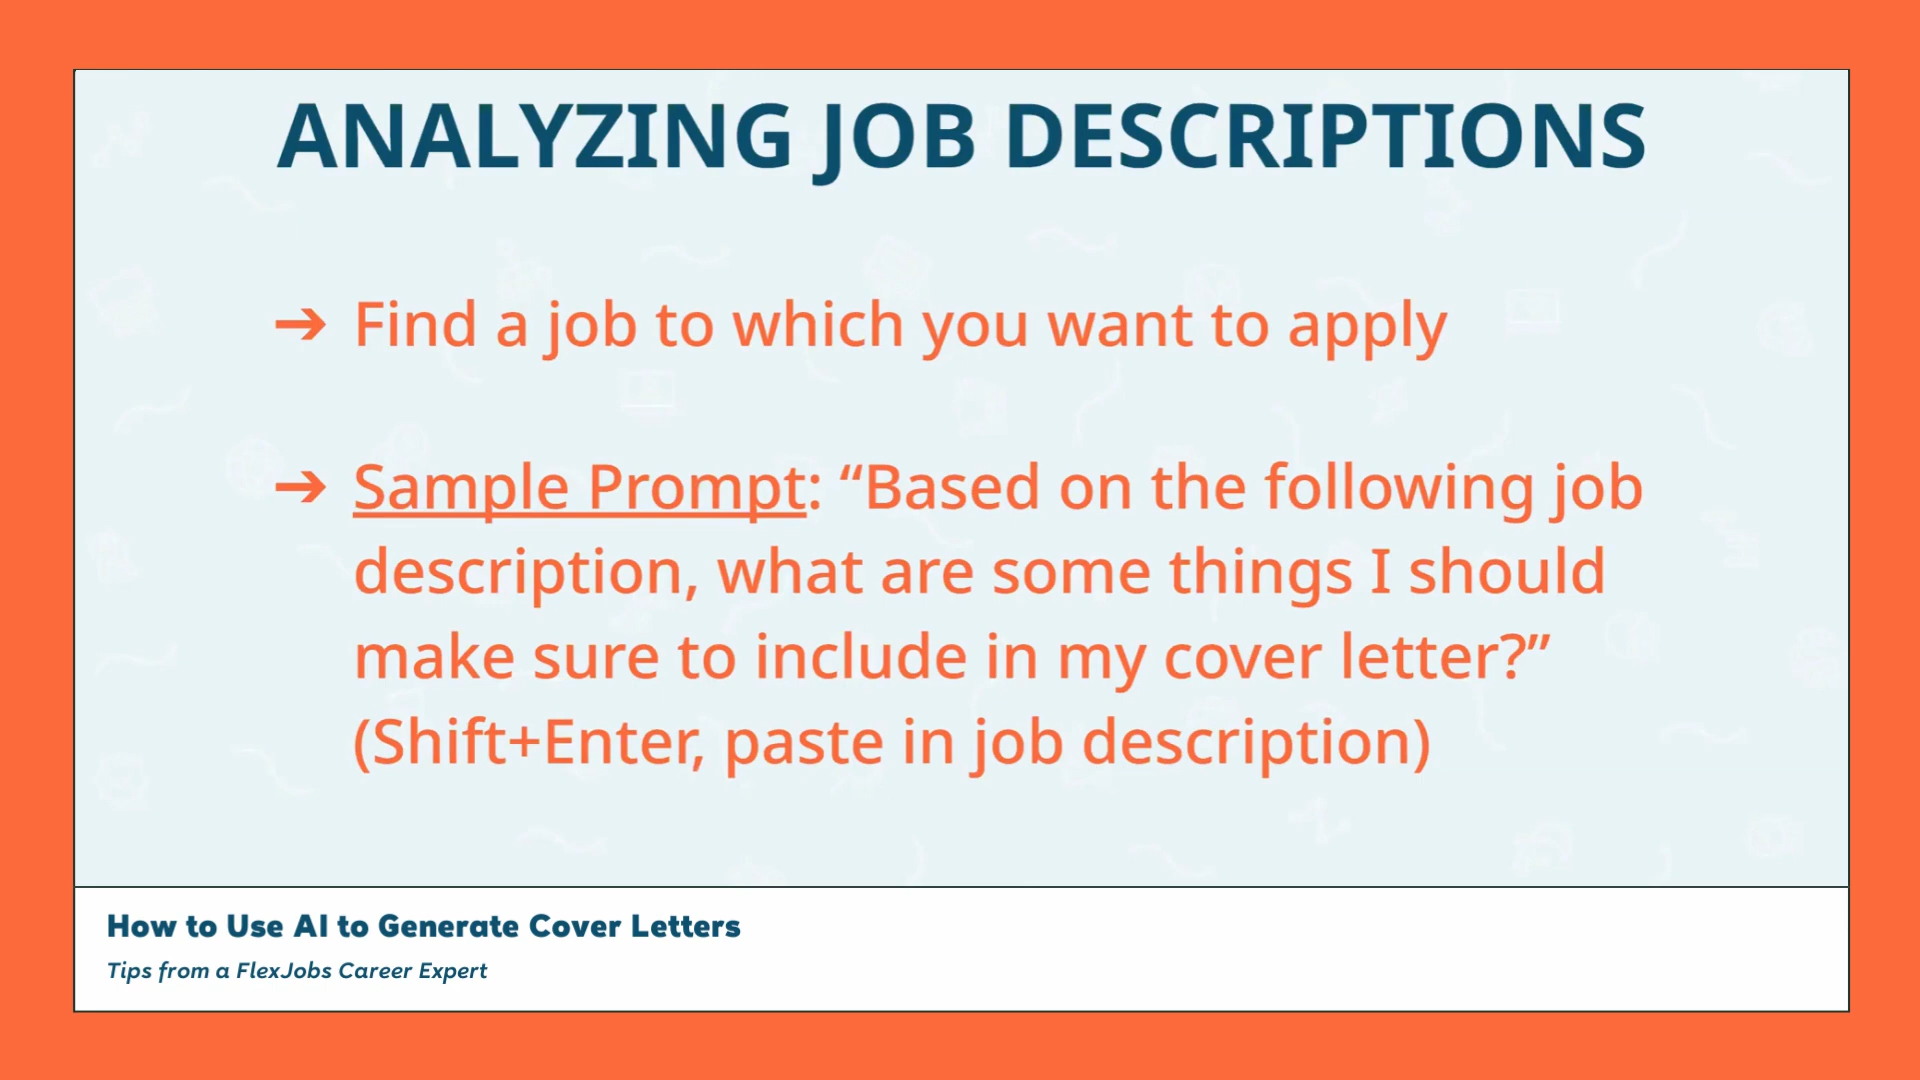 ANALYZING JOB DESCRIPTIONS
➔ Find a job to which you want to apply
➔ Sample Prompt: “Based on the following job
description, what are some things I should
make sure to include in my cover letter?”
(Shift+Enter, paste in job description)
How to Use AI to Generate Cover Letters
Tips from a FlexJobs Career Expert